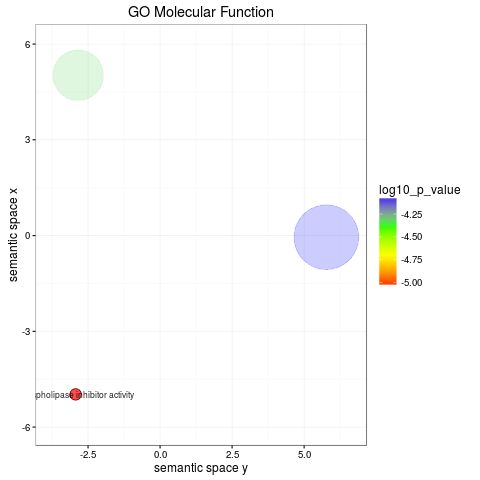 GO Molecular Function
6
3
0
-3
-6
semantic space x
pholipase inhibitor activity
-2.5 0.0 2.5 5.0
semantic space y
log10_p_value
-4.25
-4.50
-4.75
-5.00